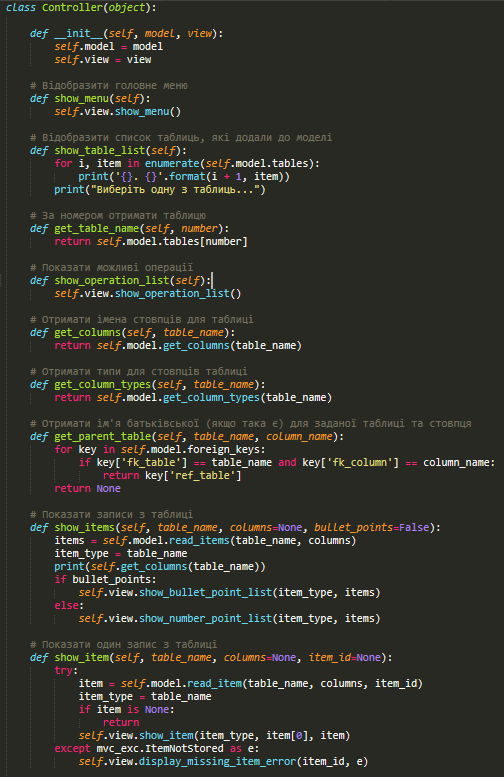 class Controller(object):
    def __init__(self, model, view):
        self.model = model
        self.view = view
    # Відобразити головне меню
    def show_menu(self):
        self.view.show_menu()
    # Відобразити список таблиць, які додали до моделі
    def show_table_list(self):
        for i, item in enumerate(self.model.tables):
            print('{}. {}'.format(i + 1, item))
        print("Виберіть одну з таблиць...")
    # За номером отримати таблицю
    def get_table_name(self, number):
        return self.model.tables[number]
    # Показати можливі операції
    def show_operation_list(self):
        self.view.show_operation_list()
    # Отримати імена стовпців для таблиці
    def get_columns(self, table_name):
        return self.model.get_columns(table_name)
    # Отримати типи для стовпців таблиці
    def get_column_types(self, table_name):
        return self.model.get_column_types(table_name)
    # Отримати ім'я батьківської (якщо така є) для заданої таблиці та стовпця
    def get_parent_table(self, table_name, column_name):
        for key in self.model.foreign_keys:
            if key['fk_table'] == table_name and key['fk_column'] == column_name:
                return key['ref_table']
        return None
    # Показати записи з таблиці
    def show_items(self, table_name, columns=None, bullet_points=False):
        items = self.model.read_items(table_name, columns)
        item_type = table_name
        print(self.get_columns(table_name))
        if bullet_points:
            self.view.show_bullet_point_list(item_type, items)
        else:
            self.view.show_number_point_list(item_type, items)
    # Показати один запис з таблиці
    def show_item(self, table_name, columns=None, item_id=None):
        try:
            item = self.model.read_item(table_name, columns, item_id)
            item_type = table_name
            if item is None:
                return
            self.view.show_item(item_type, item[0], item)
        except mvc_exc.ItemNotStored as e:
            self.view.display_missing_item_error(item_id, e)